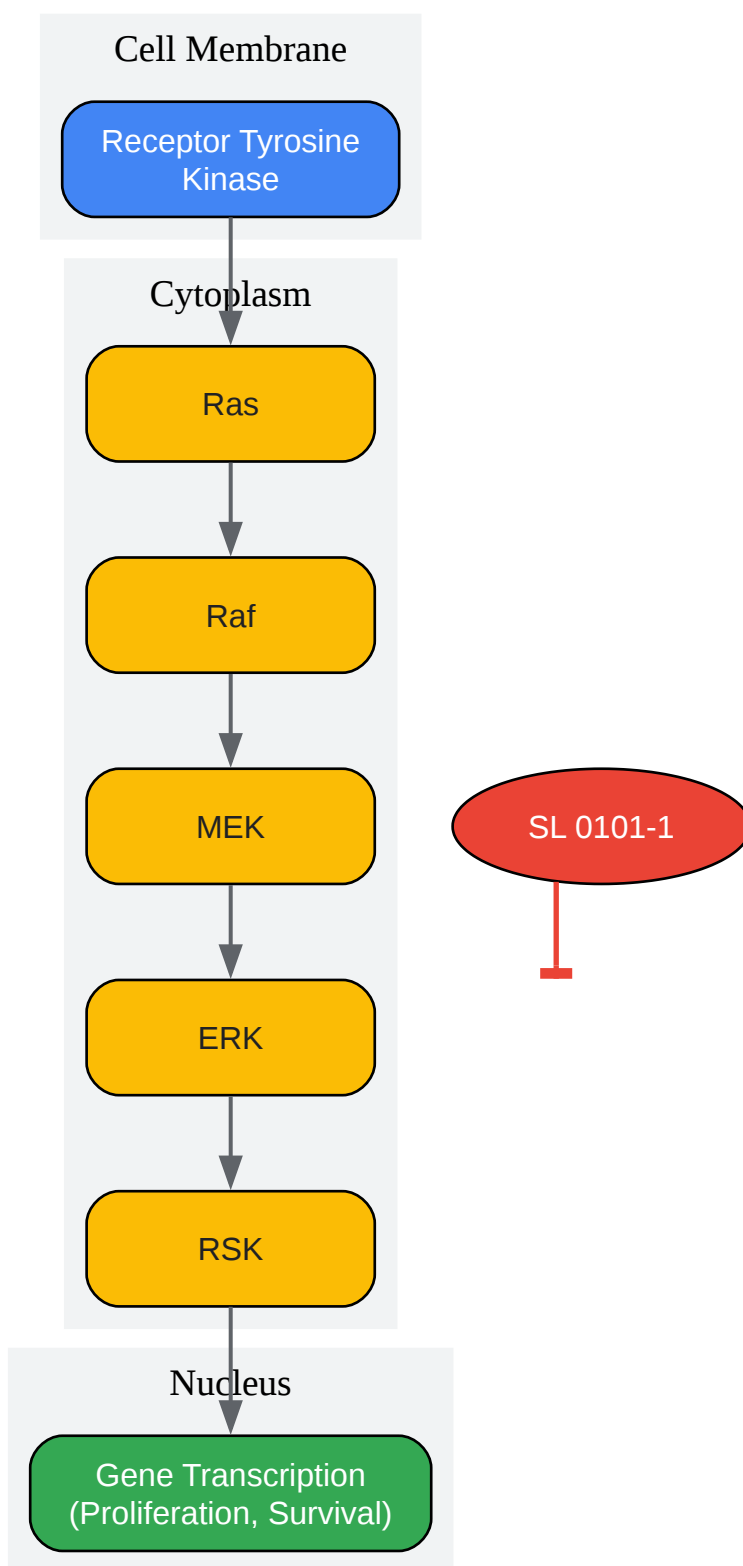 Cell Membrane
Receptor Tyrosine
Kinase
Cytoplasm
Ras
Raf
MEK
SL 0101-1
ERK
RSK
Nucleus
Gene Transcription
(Proliferation, Survival)